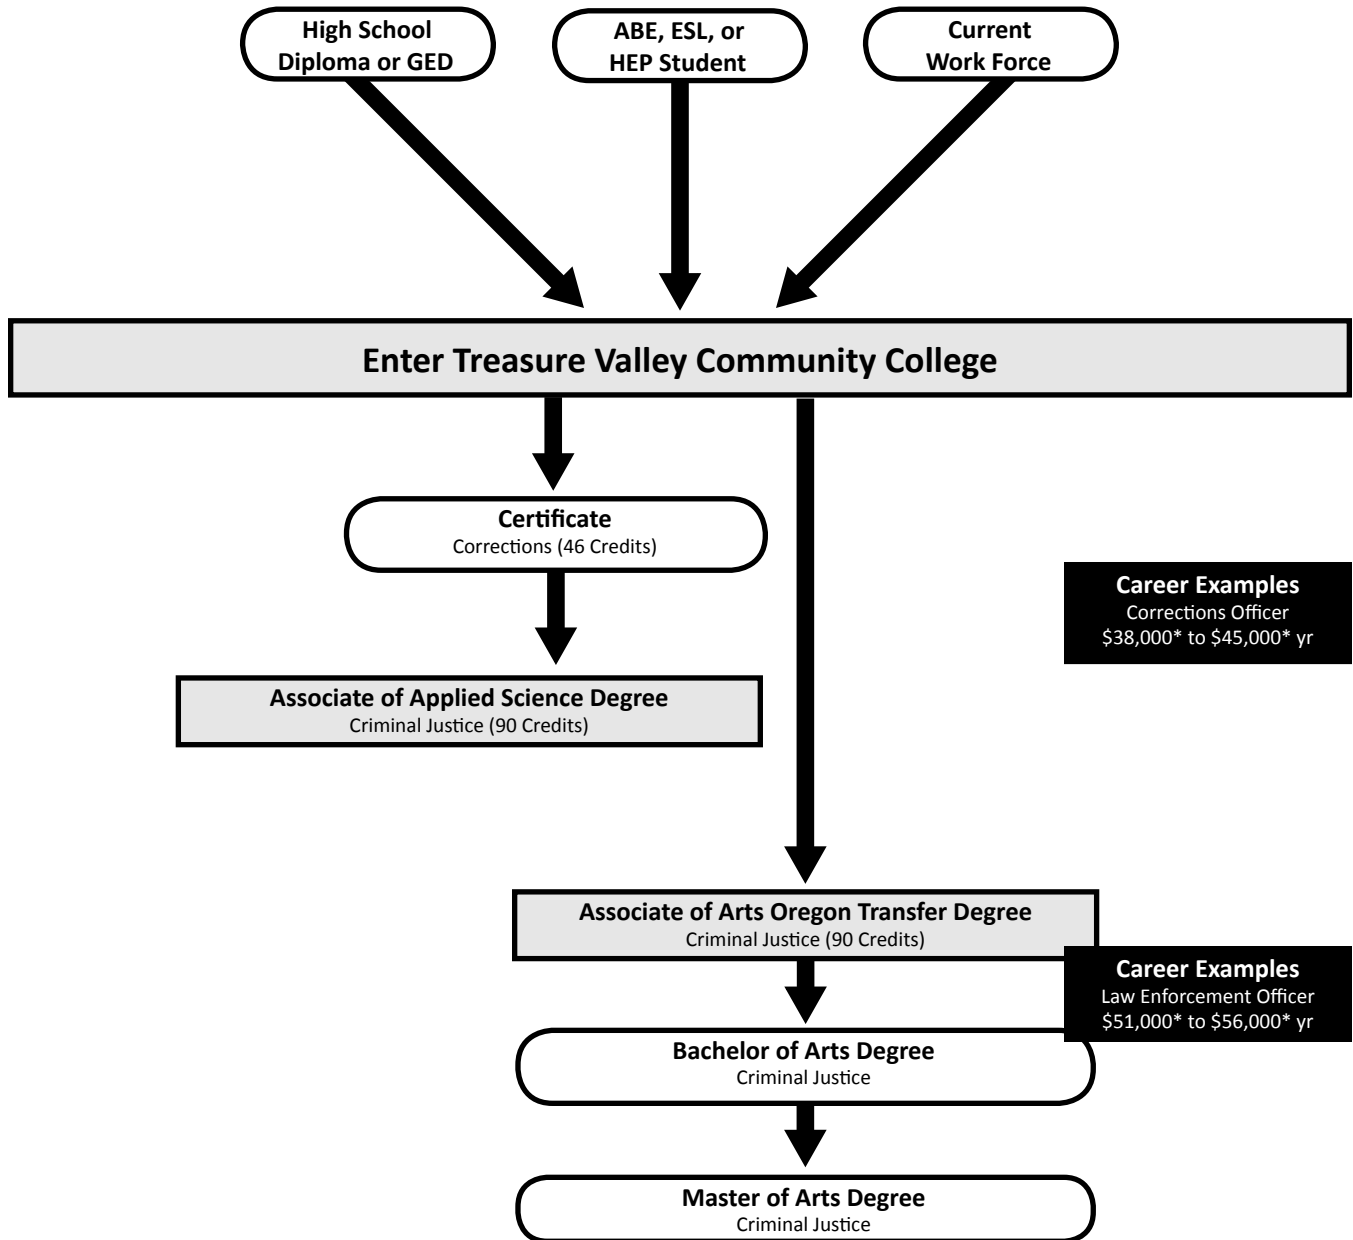 High School
Diploma or GED
ABE, ESL, or
HEP Student
Current
Work Force
Enter Treasure Valley Community College
Certificate
Corrections (46 Credits)
Career Examples
Corrections Officer
$38,000* to $45,000* yr
Associate of Applied Science Degree
Criminal Justice (90 Credits)
Associate of Arts Oregon Transfer Degree
Criminal Justice (90 Credits)
Career Examples
Law Enforcement Officer
$51,000* to $56,000* yr
Bachelor of Arts Degree
Criminal Justice
Master of Arts Degree
Criminal Justice